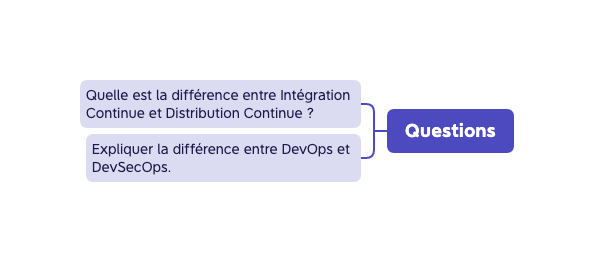 Quelle est la différence entre Intégration
Continue et Distribution Continue ?
Questions
Expliquer la différence entre DevOps et
DevSecOps.